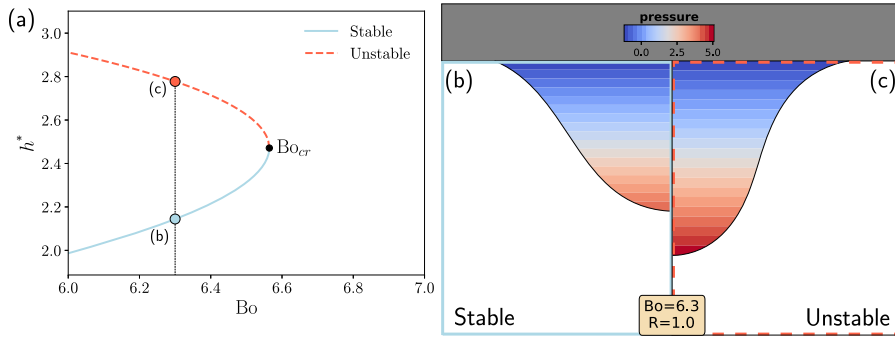 (a)
3.0
2.8
2.6
2.4
2.2
2.0
h*
6.0 6.2 6.4 6.6 6.8 7.0
Bo
Stable
Unstable
(c)
Bo_cr
(b)
pressure
0.0 2.5 5.0
(b)
(c)
Stable
Bo=6.3
R=1.0
Unstable